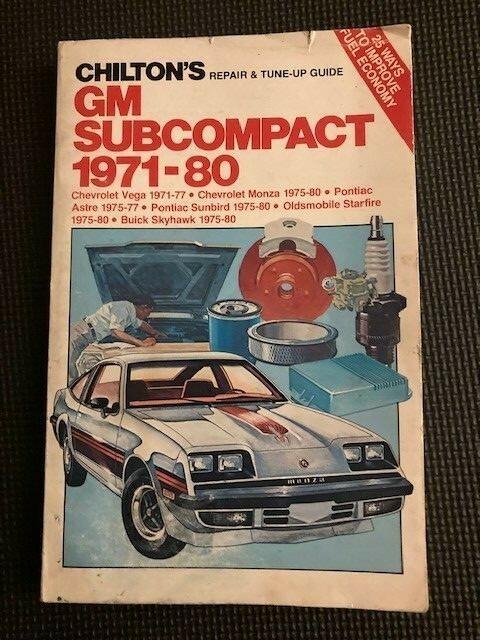 25 WAYS
TO IMPROVE
FUEL ECONOMY
CHILTON'S REPAIR & TUNE-UP GUIDE
GM
SUBCOMPACT
1971-80
Chevrolet Vega 1971-77 • Chevrolet Monza 1975-80 • Pontiac
Astre 1975-77 • Pontiac Sunbird 1975-80 • Oldsmobile Starfire
1975-80 • Buick Skyhawk 1975-80
monza